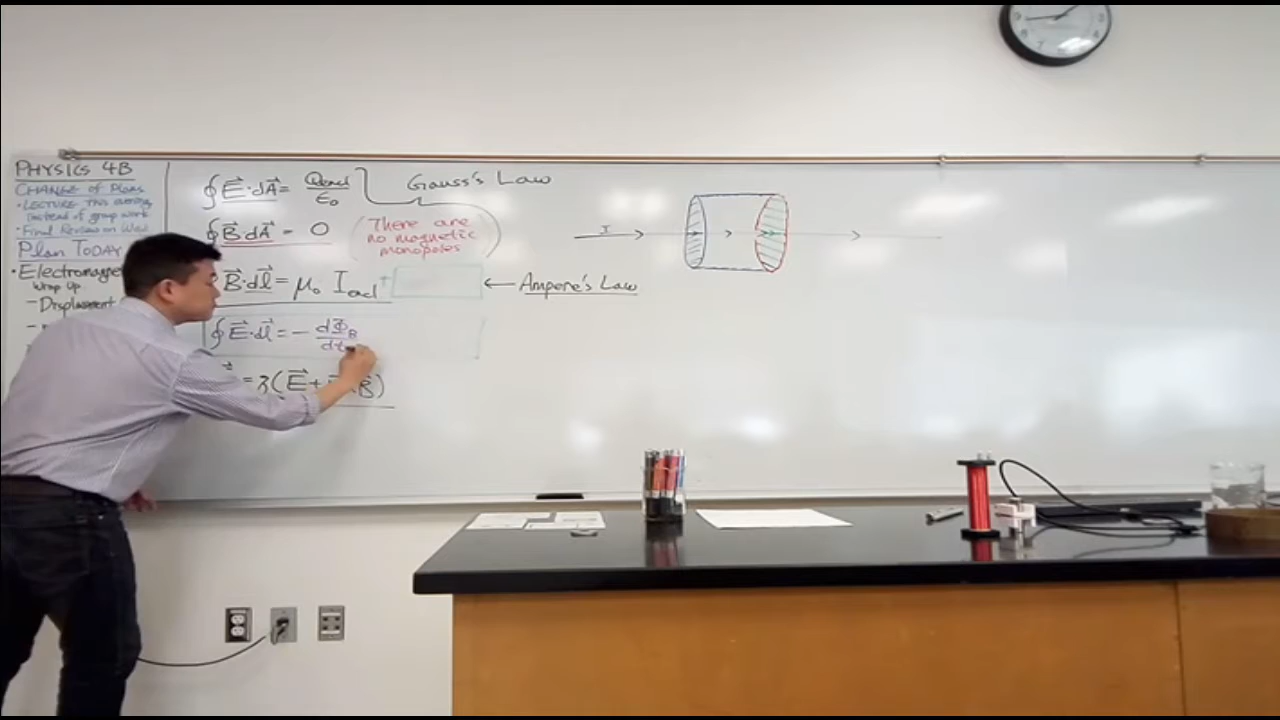 PHYSICS 4B
CHANGE of Plans
• LECTURE This evening
instead of group work
• Final Review on Wed
Plan TODAY
• Electromagne
Wrap Up
- Displacement
∮E⃗·dA⃗ = Qencl/ε₀
Gauss's Law
∮B⃗·dA⃗ = 0
(There are
no magnetic
monopoles)
B⃗·dl⃗ = μ₀ Iencl +
← Ampere's Law
∮E⃗·dl⃗ = - dΦB/dt
I